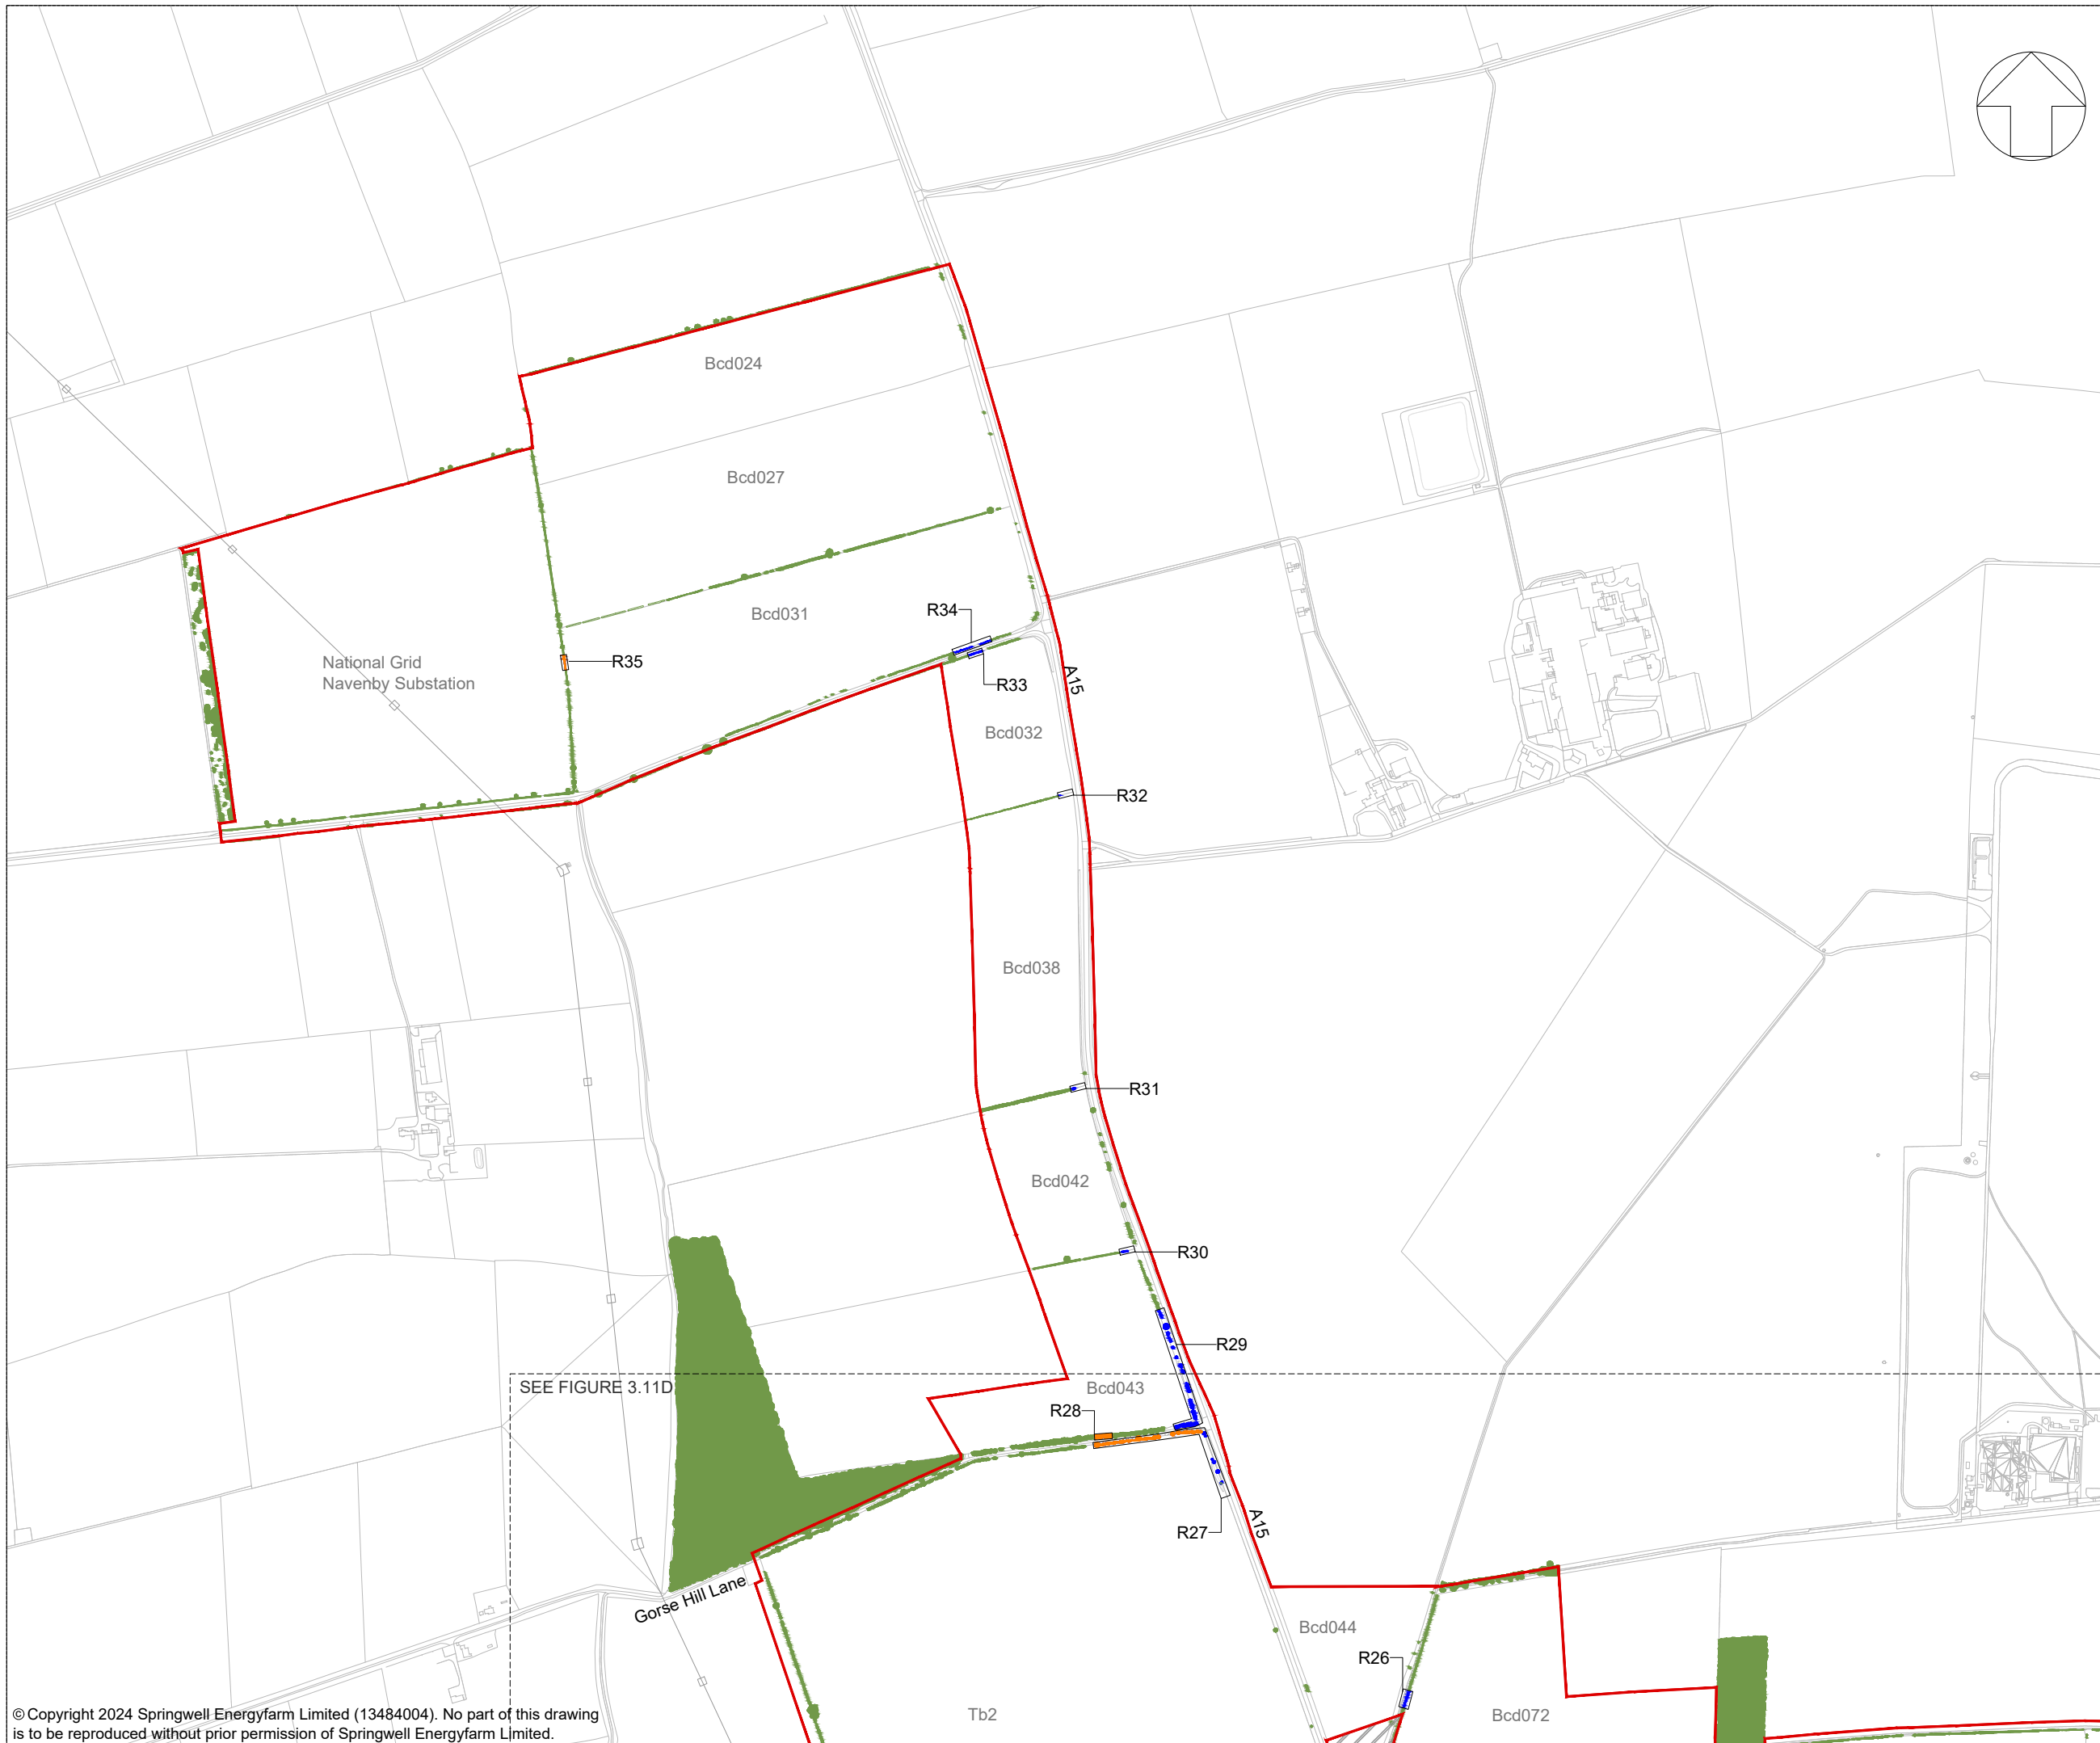 Bcd024
Bcd027
Bcd031
R34
R35
National Grid
Navenby Substation
R33
A15
Bcd032
R32
Bcd038
R31
Bcd042
R30
R29
SEE FIGURE 3.11D
Bcd043
R28
R27
A15
Gorse Hill Lane
Bcd044
R26
Tb2
Bcd072
© Copyright 2024 Springwell Energyfarm Limited (13484004). No part of this drawing
is to be reproduced without prior permission of Springwell Energyfarm Limited.